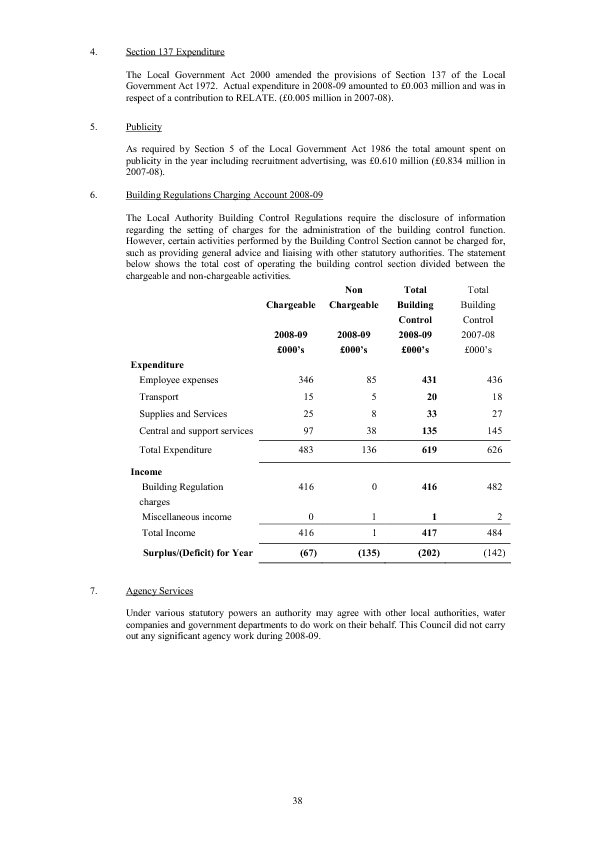 4. Section 137 Expenditure
The Local Government Act 2000 amended the provisions of Section 137 of the Local
Government Act 1972.  Actual expenditure in 2008-09 amounted to £0.003 million and was in
respect of a contribution to RELATE. (£0.005 million in 2007-08).
5. Publicity
As required by Section 5 of the Local Government Act 1986 the total amount spent on
publicity in the year including recruitment advertising, was £0.610 million (£0.834 million in
2007-08).
6. Building Regulations Charging Account 2008-09
The Local Authority Building Control Regulations require the disclosure of information
regarding the setting of charges for the administration of the building control function.
However, certain activities performed by the Building Control Section cannot be charged for,
such as providing general advice and liaising with other statutory authorities. The statement
below shows the total cost of operating the building control section divided between the
chargeable and non-chargeable activities.
Non Total Total
Chargeable Chargeable Building Building
Control Control
2008-09 2008-09 2008-09 2007-08
£000’s £000’s £000’s £000’s
Expenditure
Employee expenses 346 85 431 436
Transport 15 5 20 18
Supplies and Services 25 8 33 27
Central and support services 97 38 135 145
Total Expenditure 483 136 619 626
Income
Building Regulation 416 0 416 482
charges
Miscellaneous income 0 1 1 2
Total Income 416 1 417 484
Surplus/(Deficit) for Year (67) (135) (202) (142)
7. Agency Services
Under various statutory powers an authority may agree with other local authorities, water
companies and government departments to do work on their behalf. This Council did not carry
out any significant agency work during 2008-09.
38